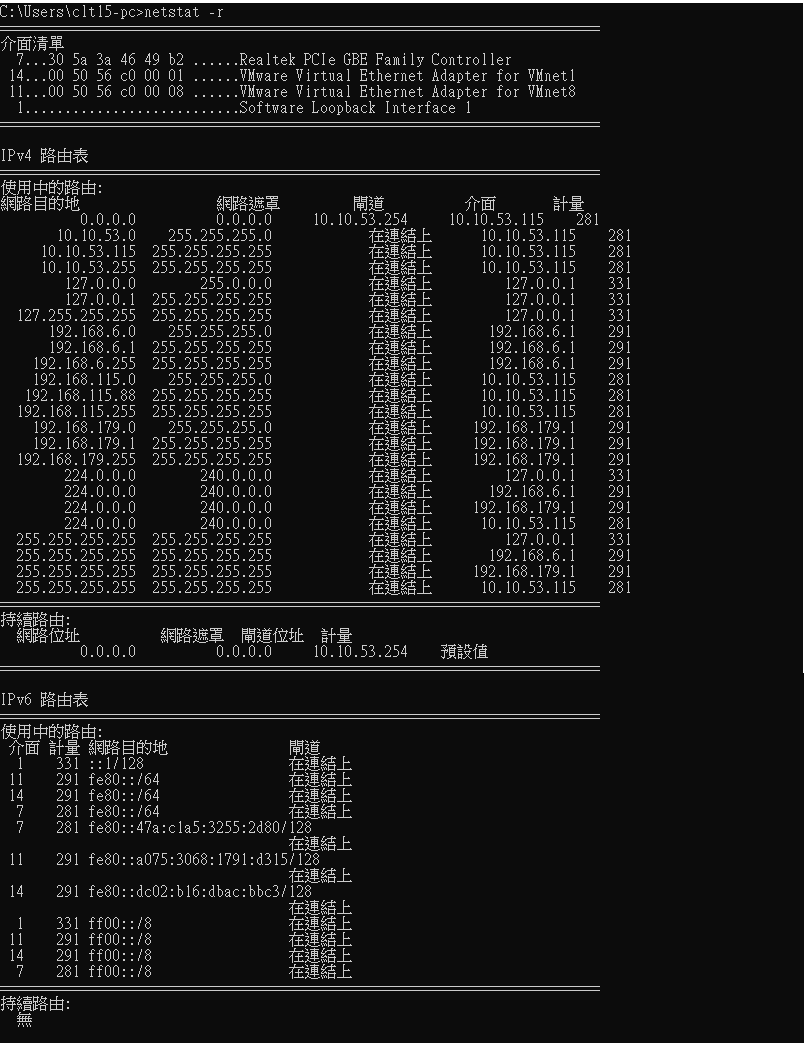 C:\Users\clt15-pc>netstat -r
===========================================================================
介面清單
  7...30 5a 3a 46 49 b2 ......Realtek PCIe GBE Family Controller
 14...00 50 56 c0 00 01 ......VMware Virtual Ethernet Adapter for VMnet1
 11...00 50 56 c0 00 08 ......VMware Virtual Ethernet Adapter for VMnet8
  1...........................Software Loopback Interface 1
===========================================================================
IPv4 路由表
===========================================================================
使用中的路由:
網路目的地 網路遮罩 閘道 介面 計量
0.0.0.0 0.0.0.0 10.10.53.254 10.10.53.115 281
10.10.53.0 255.255.255.0 在連結上 10.10.53.115 281
10.10.53.115 255.255.255.255 在連結上 10.10.53.115 281
10.10.53.255 255.255.255.255 在連結上 10.10.53.115 281
127.0.0.0 255.0.0.0 在連結上 127.0.0.1 331
127.0.0.1 255.255.255.255 在連結上 127.0.0.1 331
127.255.255.255 255.255.255.255 在連結上 127.0.0.1 331
192.168.6.0 255.255.255.0 在連結上 192.168.6.1 291
192.168.6.1 255.255.255.255 在連結上 192.168.6.1 291
192.168.6.255 255.255.255.255 在連結上 192.168.6.1 291
192.168.115.0 255.255.255.0 在連結上 10.10.53.115 281
192.168.115.88 255.255.255.255 在連結上 10.10.53.115 281
192.168.115.255 255.255.255.255 在連結上 10.10.53.115 281
192.168.179.0 255.255.255.0 在連結上 192.168.179.1 291
192.168.179.1 255.255.255.255 在連結上 192.168.179.1 291
192.168.179.255 255.255.255.255 在連結上 192.168.179.1 291
224.0.0.0 240.0.0.0 在連結上 127.0.0.1 331
224.0.0.0 240.0.0.0 在連結上 192.168.6.1 291
224.0.0.0 240.0.0.0 在連結上 192.168.179.1 291
224.0.0.0 240.0.0.0 在連結上 10.10.53.115 281
255.255.255.255 255.255.255.255 在連結上 127.0.0.1 331
255.255.255.255 255.255.255.255 在連結上 192.168.6.1 291
255.255.255.255 255.255.255.255 在連結上 192.168.179.1 291
255.255.255.255 255.255.255.255 在連結上 10.10.53.115 281
===========================================================================
持續路由:
網路位址 網路遮罩 閘道位址 計量
0.0.0.0 0.0.0.0 10.10.53.254 預設值
===========================================================================
IPv6 路由表
===========================================================================
使用中的路由:
介面 計量 網路目的地 閘道
1 331 ::1/128 在連結上
11 291 fe80::/64 在連結上
14 291 fe80::/64 在連結上
7 281 fe80::/64 在連結上
7 281 fe80::47a:c1a5:3255:2d80/128
在連結上
11 291 fe80::a075:3068:1791:d315/128
在連結上
14 291 fe80::dc02:b16:dbac:bbc3/128
在連結上
1 331 ff00::/8 在連結上
11 291 ff00::/8 在連結上
14 291 ff00::/8 在連結上
7 281 ff00::/8 在連結上
===========================================================================
持續路由:
無